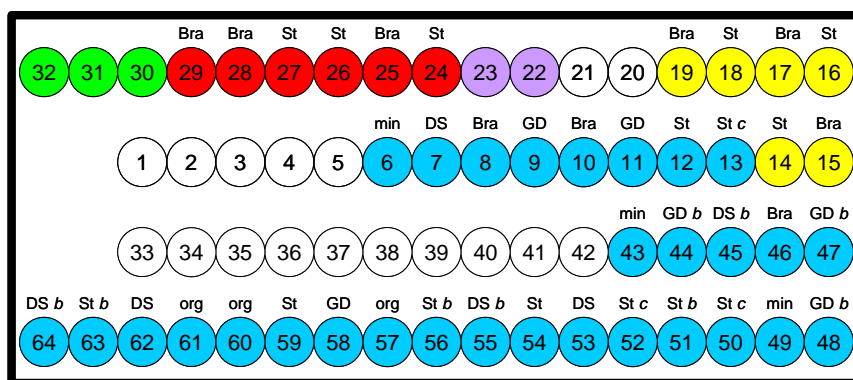 Bra Bra St St Bra St Bra St Bra St
32 31 30 29 28 27 26 25 24 23 22 21 20 19 18 17 16
min DS Bra GD Bra GD St St c St Bra
1 2 3 4 5 6 7 8 9 10 11 12 13 14 15
min GD b DS b Bra GD b
33 34 35 36 37 38 39 40 41 42 43 44 45 46 47
DS b St b DS org org St GD org St b DS b St DS St c St b St c min GD b
64 63 62 61 60 59 58 57 56 55 54 53 52 51 50 49 48